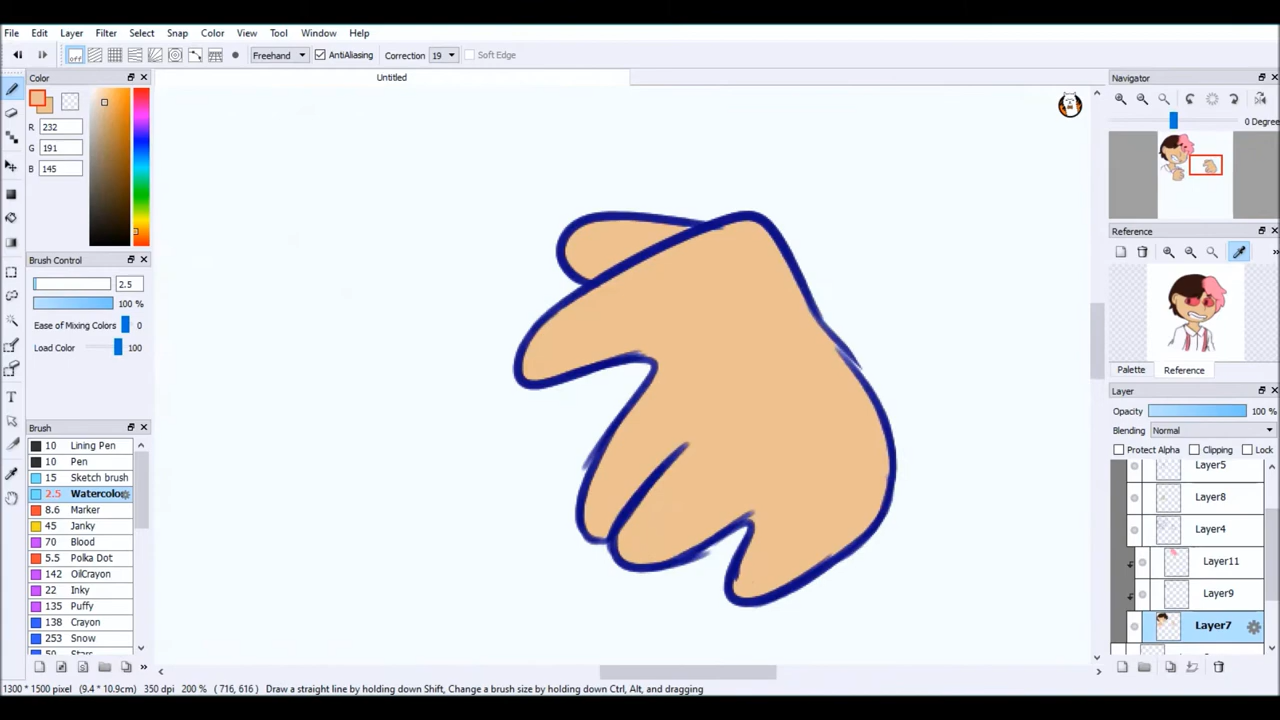 File Edit Layer Filter Select Snap Color View Tool Window Help
off Freehand AntiAliasing Correction 19 Soft Edge
Color
Untitled
Navigator
R 232
G 191
B 145
0 Degree
Brush Control
2.5
100 %
Ease of Mixing Colors 0
Load Color 100
Reference
Palette Reference
Brush
10 Lining Pen
10 Pen
15 Sketch brush
2.5 Watercolor
8.6 Marker
45 Janky
70 Blood
5.5 Polka Dot
142 OilCrayon
22 Inky
135 Puffy
138 Crayon
253 Snow
50 Stars
Layer
Opacity 100 %
Blending Normal
Protect Alpha Clipping Lock
Layer5
Layer8
Layer4
Layer11
Layer9
Layer7
1300 * 1500 pixel (9.4 * 10.9cm) 350 dpi 200 % ( 716, 616 ) Draw a straight line by holding down Shift, Change a brush size by holding down Ctrl, Alt, and dragging